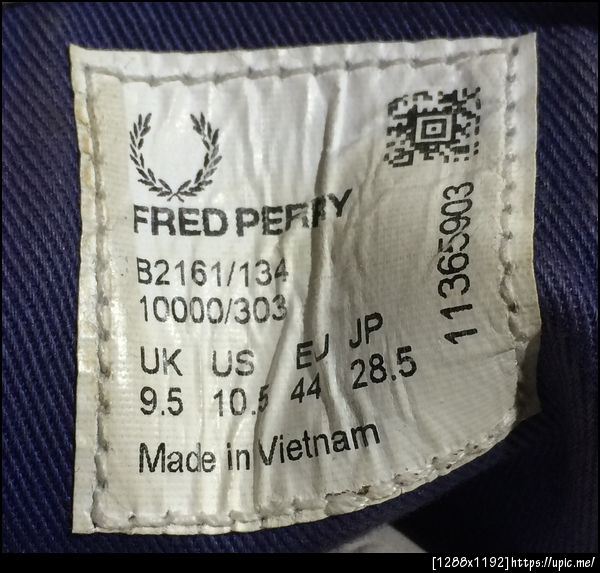 FRED PERRY
B2161/134
10000/303
UK US EU JP
9.5 10.5 44 28.5
Made in Vietnam
11365903
[1288x1192]https://upic.me/